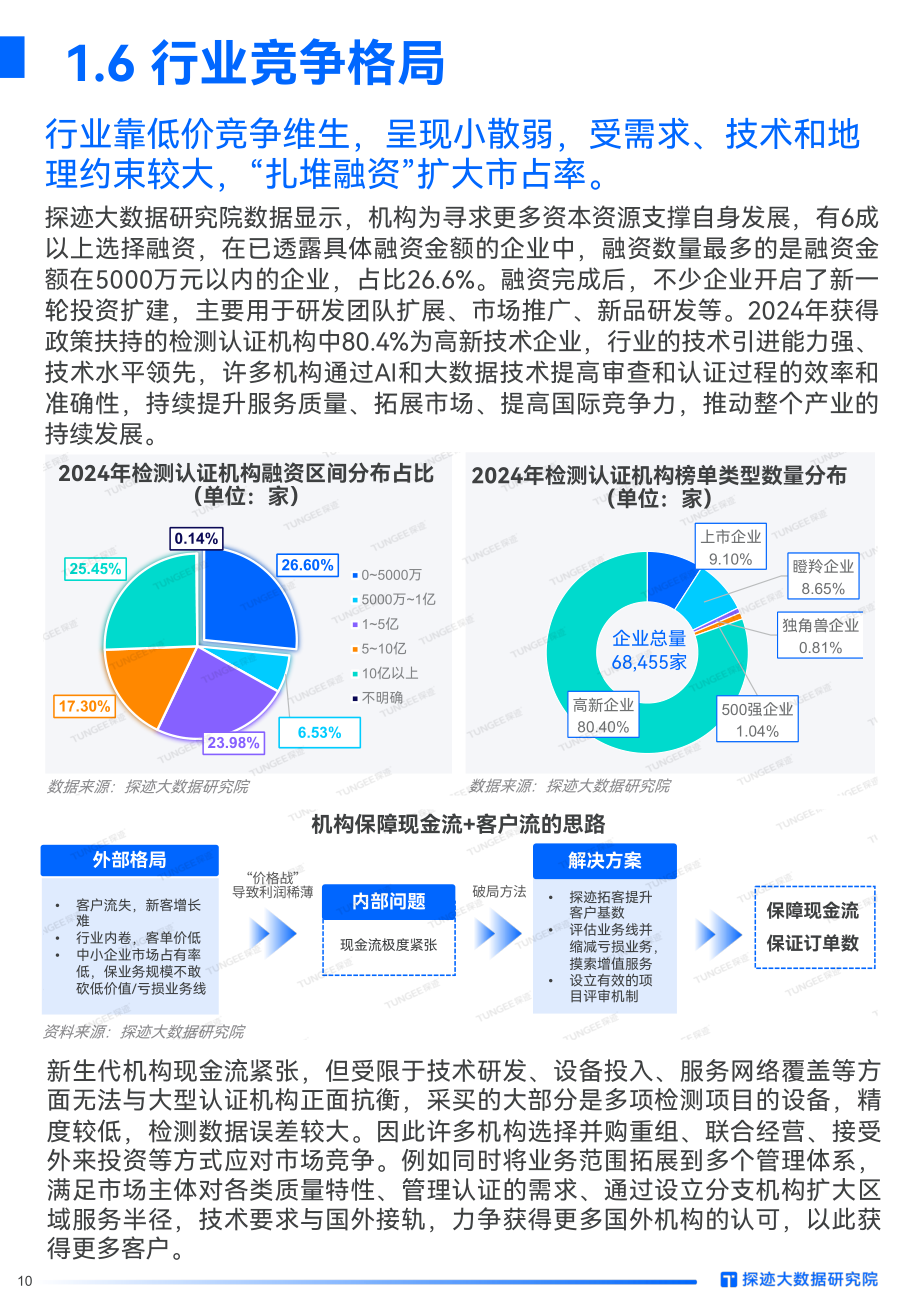 1.6 行业竞争格局
行业靠低价竞争维生，呈现小散弱，受需求、技术和地
理约束较大，“扎堆融资”扩大市占率。
探迹大数据研究院数据显示，机构为寻求更多资本资源支撑自身发展，有6成
以上选择融资，在已透露具体融资金额的企业中，融资数量最多的是融资金
额在5000万元以内的企业，占比26.6%。融资完成后，不少企业开启了新一
轮投资扩建，主要用于研发团队扩展、市场推广、新品研发等。2024年获得
政策扶持的检测认证机构中80.4%为高新技术企业，行业的技术引进能力强、
技术水平领先，许多机构通过AI和大数据技术提高审查和认证过程的效率和
准确性，持续提升服务质量、拓展市场、提高国际竞争力，推动整个产业的
持续发展。
2024年检测认证机构融资区间分布占比
（单位：家）
0.14%
26.60%
25.45%
17.30%
23.98%
6.53%
0~5000万
5000万~1亿
1~5亿
5~10亿
10亿以上
不明确
数据来源：探迹大数据研究院
2024年检测认证机构榜单类型数量分布
（单位：家）
上市企业
9.10%
瞪羚企业
8.65%
独角兽企业
0.81%
500强企业
1.04%
高新企业
80.40%
企业总量
68,455家
数据来源：探迹大数据研究院
机构保障现金流+客户流的思路
外部格局
• 客户流失，新客增长
难
• 行业内卷，客单价低
• 中小企业市场占有率
低，保业务规模不敢
砍低价值/亏损业务线
“价格战”
导致利润稀薄
内部问题
现金流极度紧张
破局方法
解决方案
• 探迹拓客提升
客户基数
• 评估业务线并
缩减亏损业务，
摸索增值服务
• 设立有效的项
目评审机制
保障现金流
保证订单数
资料来源：探迹大数据研究院
新生代机构现金流紧张，但受限于技术研发、设备投入、服务网络覆盖等方
面无法与大型认证机构正面抗衡，采买的大部分是多项检测项目的设备，精
度较低，检测数据误差较大。因此许多机构选择并购重组、联合经营、接受
外来投资等方式应对市场竞争。例如同时将业务范围拓展到多个管理体系，
满足市场主体对各类质量特性、管理认证的需求、通过设立分支机构扩大区
域服务半径，技术要求与国外接轨，力争获得更多国外机构的认可，以此获
得更多客户。
10
探迹大数据研究院